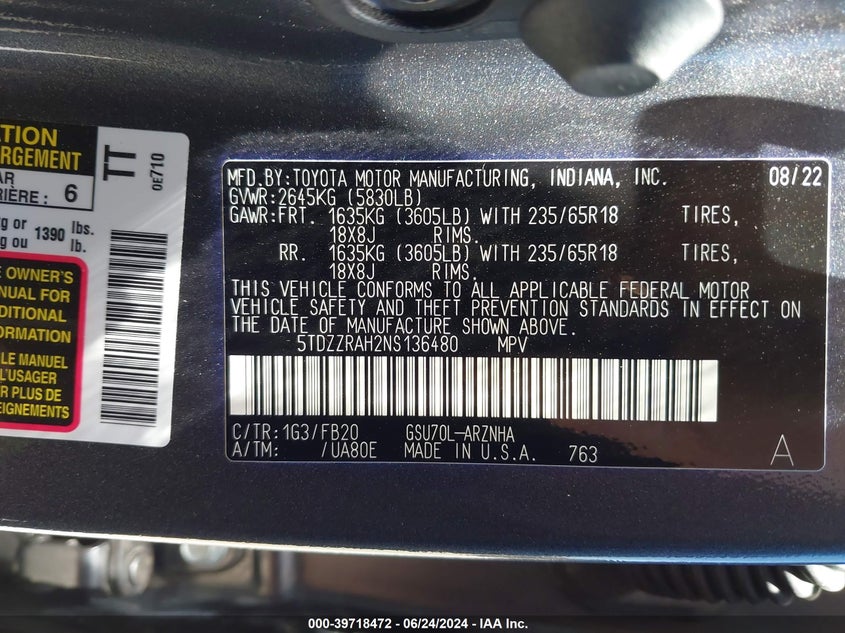 ATION
RGEMENT
AR
RIÈRE: 6
g or 1390 lbs.
g ou lb.
OWNER'S
NUAL FOR
DITIONAL
ORMATION
LE MANUEL
L'USAGER
R PLUS DE
EIGNEMENTS
TT
0E710
MFD.BY:TOYOTA MOTOR MANUFACTURING, INDIANA, INC. 08/22
GVWR:2645KG (5830LB)
GAWR:FRT. 1635KG (3605LB) WITH 235/65R18 TIRES,
18X8J RIMS.
RR. 1635KG (3605LB) WITH 235/65R18 TIRES,
18X8J RIMS.
THIS VEHICLE CONFORMS TO ALL APPLICABLE FEDERAL MOTOR
VEHICLE SAFETY AND THEFT PREVENTION STANDARDS IN EFFECT ON
THE DATE OF MANUFACTURE SHOWN ABOVE.
5TDZZRAH2NS136480 MPV
C/TR:1G3/FB20 GSU70L-ARZNHA
A/TM: /UA80E MADE IN U.S.A. 763
A
000-39718472 - 06/24/2024 - IAA Inc.